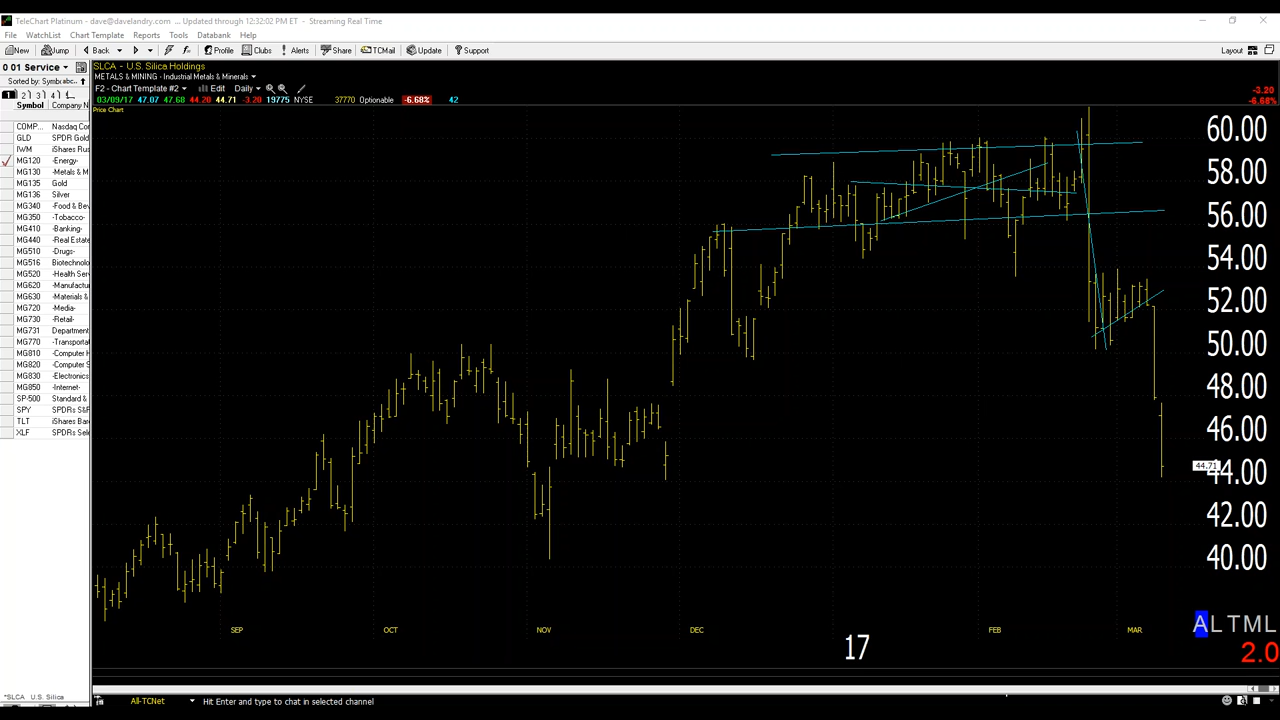 TeleChart Platinum - dave@davelandry.com ... Updated through 12:32:02 PM ET - Streaming Real Time
File WatchList Chart Template Reports Tools Databank Help
New Jump Back Profile Clubs Alerts Share TCMail Update Support Layout
0 01 Service
Sorted by: Symb
1 2 3 4
Symbol Company N
SLCA - U.S. Silica Holdings
METALS & MINING - Industrial Metals & Minerals
F2 - Chart Template #2 Edit Daily
03/09/17 47.07 47.68 44.20 44.71 -3.20 19775 NYSE 37770 Optionable -6.68% 42
-3.20
-6.68%
Price Chart
COMP... Nasdaq Cor
GLD SPDR Gold
IWM iShares Rus
MG120 -Energy-
MG130 -Metals & M
MG135 Gold
MG136 Silver
MG340 -Food & Bev
MG350 -Tobacco-
MG410 -Banking-
MG440 -Real Estate
MG510 -Drugs-
MG516 Biotechnolo
MG520 -Health Serv
MG620 -Manufactur
MG630 -Materials &
MG720 -Media-
MG730 -Retail-
MG731 Department
MG770 -Transportat
MG810 -Computer H
MG820 -Computer S
MG830 -Electronics
MG850 -Internet-
SP-500 Standard &
SPY SPDRs S&P
TLT iShares Bar
XLF SPDRs Sele
60.00
58.00
56.00
54.00
52.00
50.00
48.00
46.00
44.71
44.00
42.00
40.00
SEP OCT NOV DEC 17 FEB MAR
ALTML
2.0
*SLCA U.S. Silica
All-TCNet Hit Enter and type to chat in selected channel